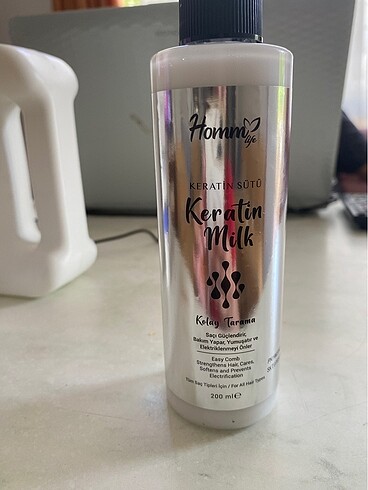 Homm
life
KERATİN SÜTÜ
Keratin
Milk
Kolay Tarama
Saçı Güçlendirir,
Bakım Yapar, Yumuşatır ve
Elektriklenmeyi Önler
Easy Comb
Strengthens Hair, Cares,
Softens and Prevents
Electrification
Tüm Saç Tipleri İçin / For All Hair Types
200 ml ℮